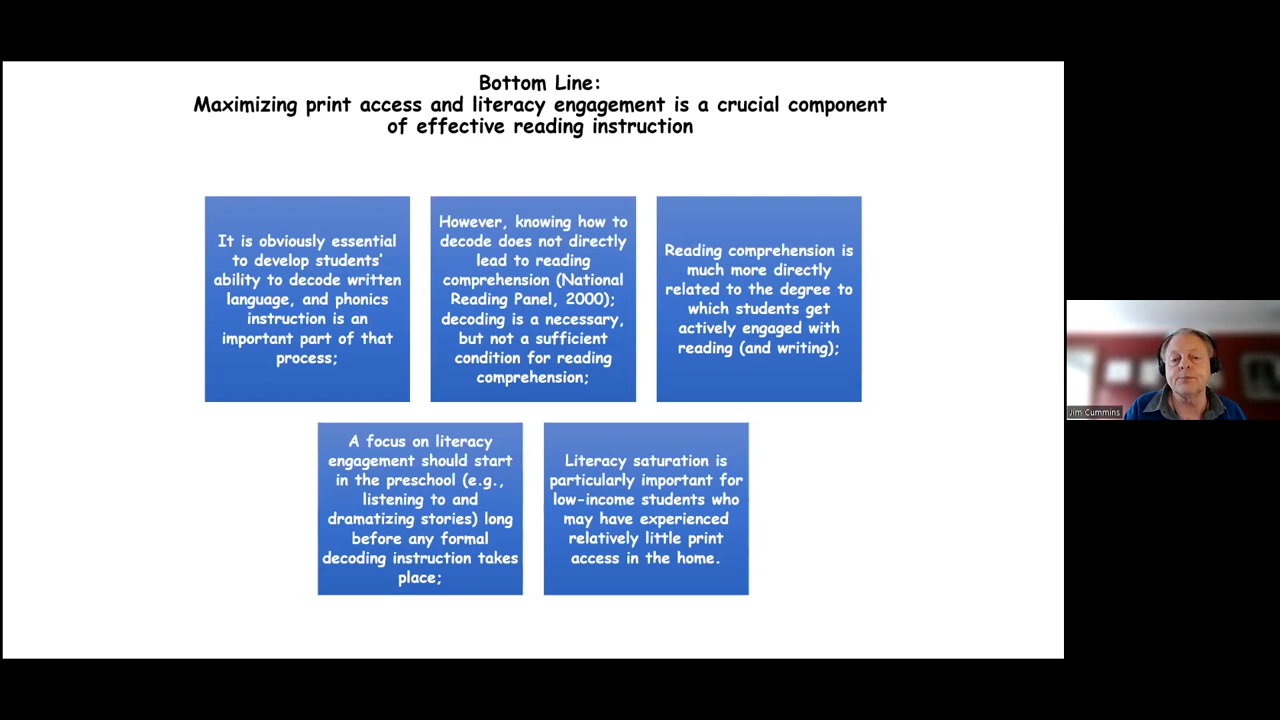 Bottom Line:
Maximizing print access and literacy engagement is a crucial component
of effective reading instruction
It is obviously essential
to develop students'
ability to decode written
language, and phonics
instruction is an
important part of that
process;
However, knowing how to
decode does not directly
lead to reading
comprehension (National
Reading Panel, 2000);
decoding is a necessary,
but not a sufficient
condition for reading
comprehension;
Reading comprehension is
much more directly
related to the degree to
which students get
actively engaged with
reading (and writing);
A focus on literacy
engagement should start
in the preschool (e.g.,
listening to and
dramatizing stories) long
before any formal
decoding instruction takes
place;
Literacy saturation is
particularly important for
low-income students who
may have experienced
relatively little print
access in the home.
Jim Cummins